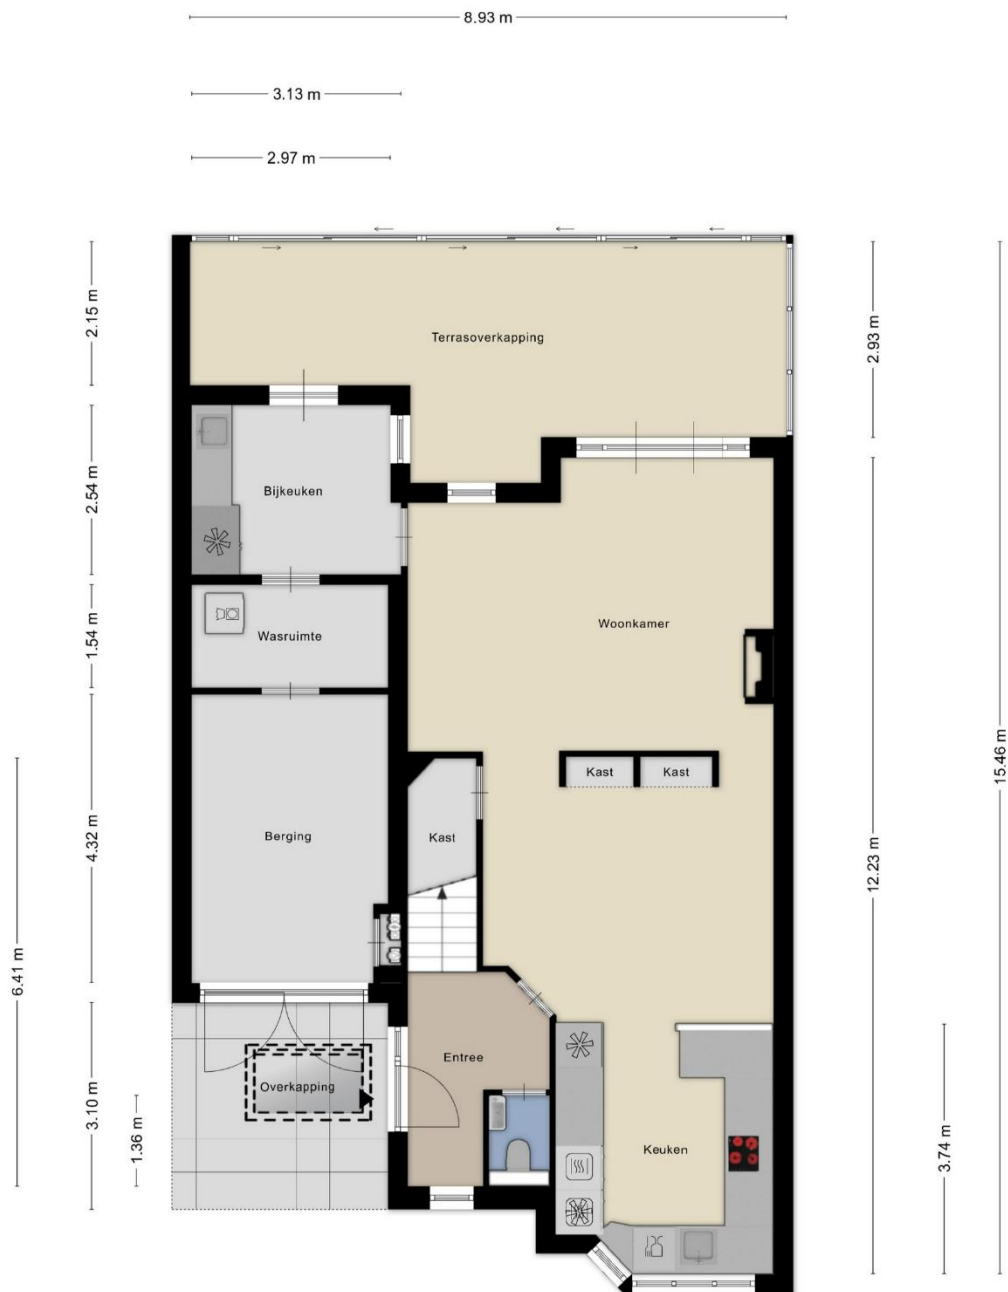 8.93 m
3.13 m
2.97 m
2.15 m
2.93 m
Terrasoverkapping
2.54 m
Bijkeuken
1.54 m
Wasruimte
Woonkamer
15.46 m
Kast
Kast
4.32 m
Berging
Kast
12.23 m
6.41 m
Entree
Overkapping
3.10 m
1.36 m
Keuken
3.74 m